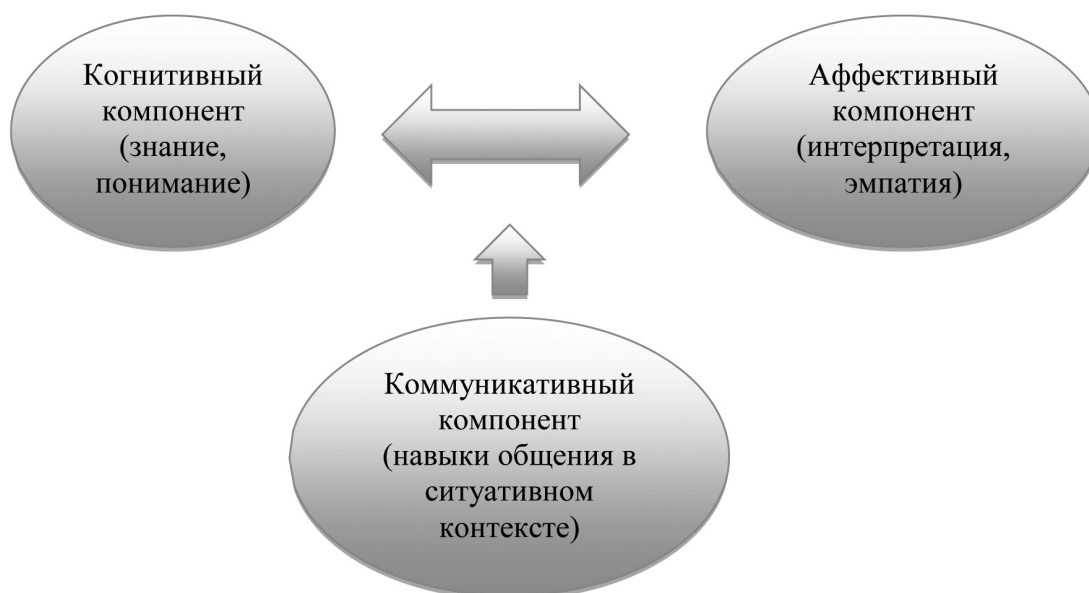 Когнитивный
компонент
(знание,
понимание)
Аффективный
компонент
(интерпретация,
эмпатия)
Коммуникативный
компонент
(навыки общения в
ситуативном
контексте)